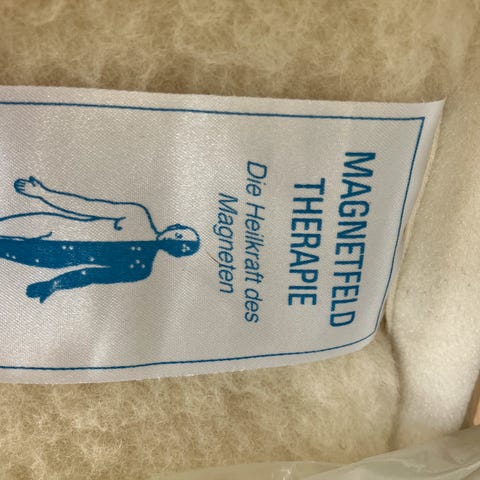 MAGNETFELD
THERAPIE
Die Heilkraft des
Magneten